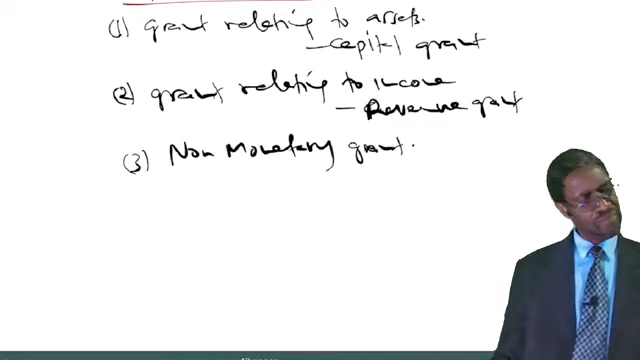 (1) grant relating to assets.
– Capital grant
(2) grant relating to Income
– Revenue grant
(3) Non Monetary grant.